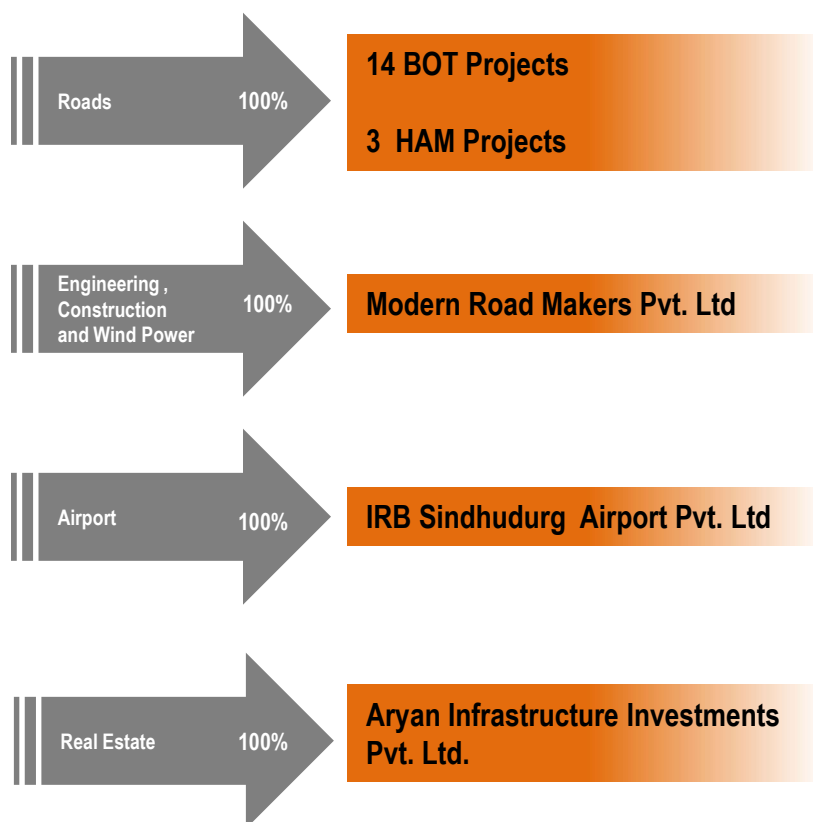 Roads 100%
14 BOT Projects
3 HAM Projects
Engineering ,
Construction
and Wind Power
100%
Modern Road Makers Pvt. Ltd
Airport 100%
IRB Sindhudurg Airport Pvt. Ltd
Real Estate 100%
Aryan Infrastructure Investments
Pvt. Ltd.